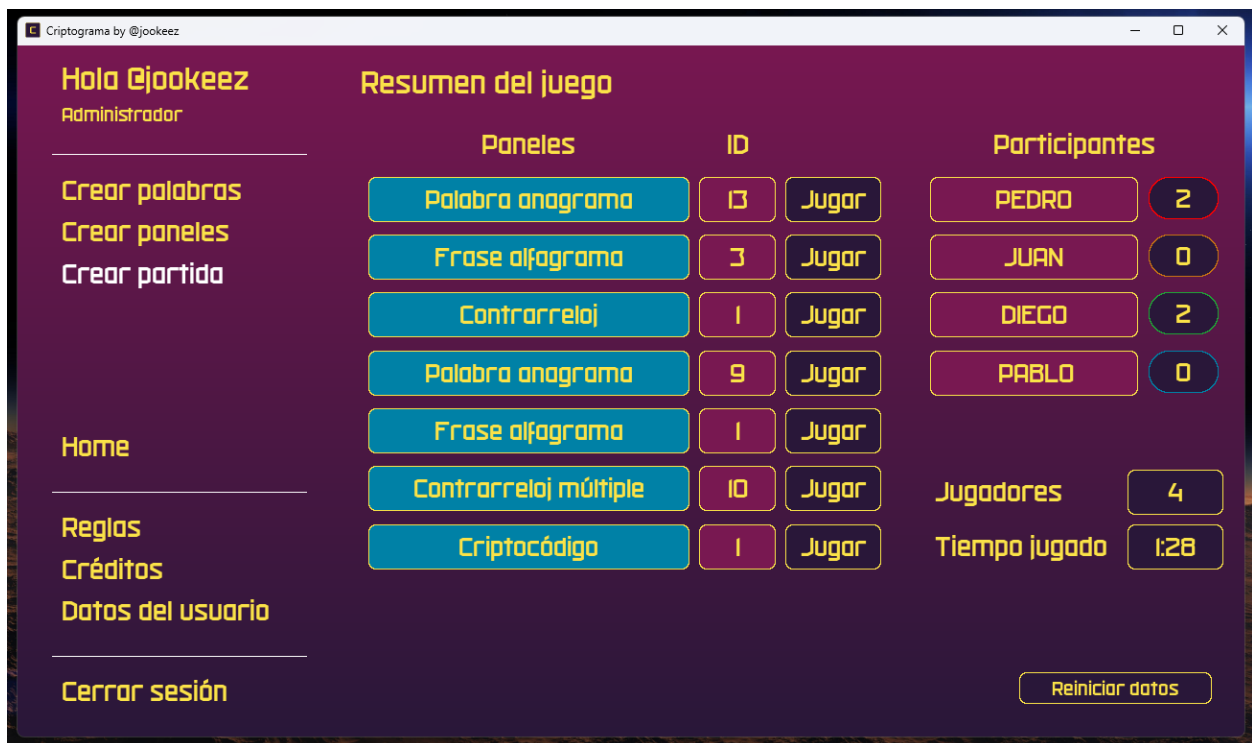 C Criptograma by @jookeez
Hola @jookeez
Administrador
Crear palabras
Crear paneles
Crear partida
Home
Reglas
Créditos
Datos del usuario
Cerrar sesión
Resumen del juego
Paneles ID
Palabra anagrama 13 Jugar
Frase alfagrama 3 Jugar
Contrarreloj 1 Jugar
Palabra anagrama 9 Jugar
Frase alfagrama 1 Jugar
Contrarreloj múltiple 10 Jugar
Criptocódigo 1 Jugar
Participantes
PEDRO 2
JUAN 0
DIEGO 2
PABLO 0
Jugadores 4
Tiempo jugado 1:28
Reiniciar datos